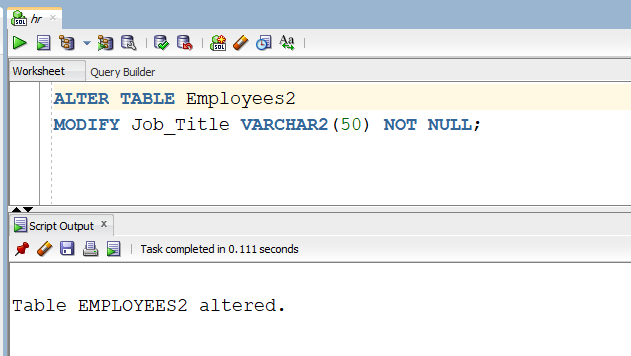 hr
Worksheet Query Builder
ALTER TABLE Employees2
MODIFY Job_Title VARCHAR2(50) NOT NULL;
Script Output x
Task completed in 0.111 seconds
Table EMPLOYEES2 altered.